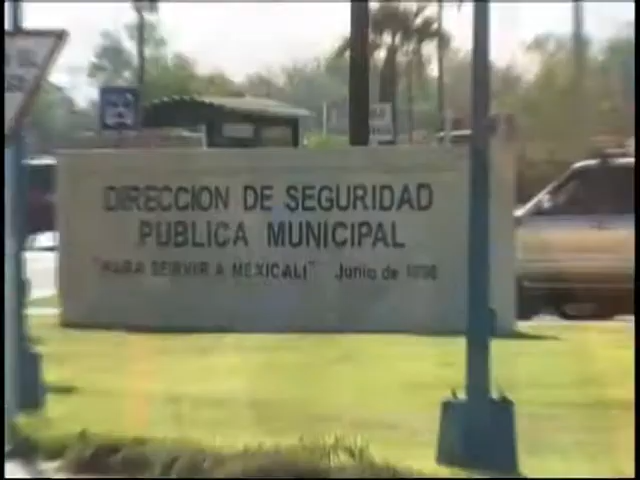 DIRECCION DE SEGURIDAD
PUBLICA MUNICIPAL
"PARA SERVIR A MEXICALI" Junio de